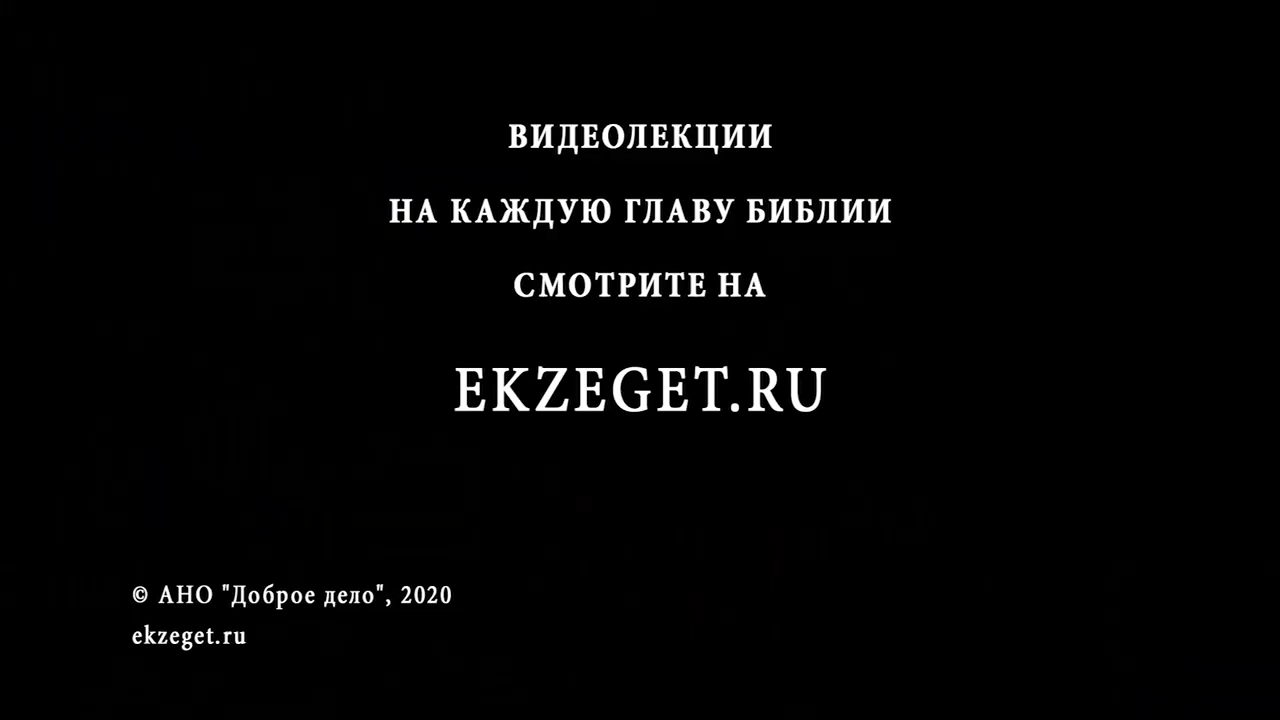 ВИДЕОЛЕКЦИИ
НА КАЖДУЮ ГЛАВУ БИБЛИИ
СМОТРИТЕ НА
EKZEGET.RU
© АНО "Доброе дело", 2020
ekzeget.ru